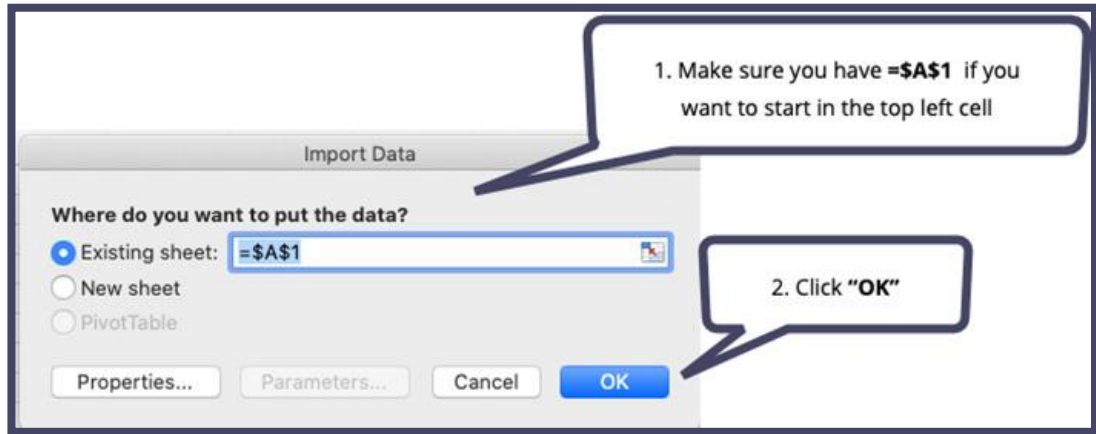 1. Make sure you have =$A$1 if you
want to start in the top left cell
Import Data
Where do you want to put the data?
Existing sheet: =$A$1
New sheet
PivotTable
2. Click “OK”
Properties... Parameters... Cancel OK